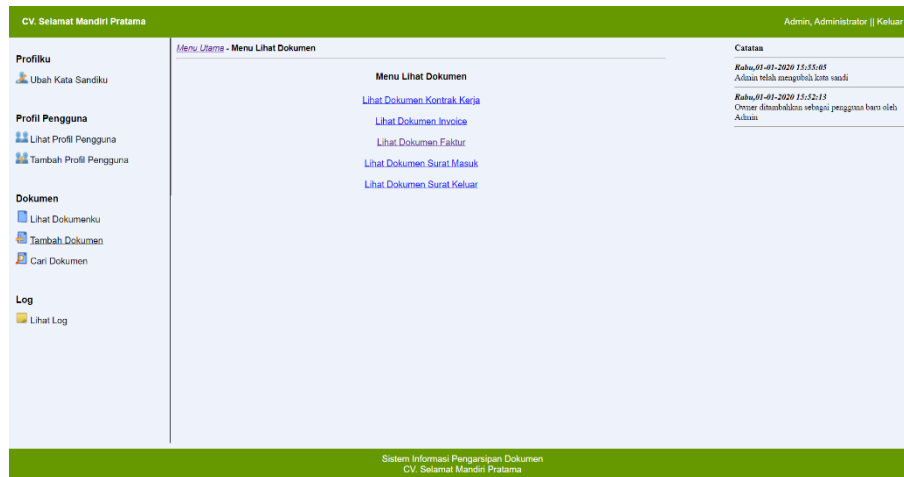 CV. Selamat Mandiri Pratama
Admin, Administrator || Keluar
Profilku
Ubah Kata Sandiku
Profil Pengguna
Lihat Profil Pengguna
Tambah Profil Pengguna
Dokumen
Lihat Dokumenku
Tambah Dokumen
Cari Dokumen
Log
Lihat Log
Menu Utama - Menu Lihat Dokumen
Menu Lihat Dokumen
Lihat Dokumen Kontrak Kerja
Lihat Dokumen Invoice
Lihat Dokumen Faktur
Lihat Dokumen Surat Masuk
Lihat Dokumen Surat Keluar
Catatan
Rabu,01-01-2020 15:55:05
Admin telah mengubah kata sandi
Rabu,01-01-2020 15:52:13
Owner ditambahkan sebagai pengguna baru oleh
Admin
Sistem Informasi Pengarsipan Dokumen
CV. Selamat Mandiri Pratama